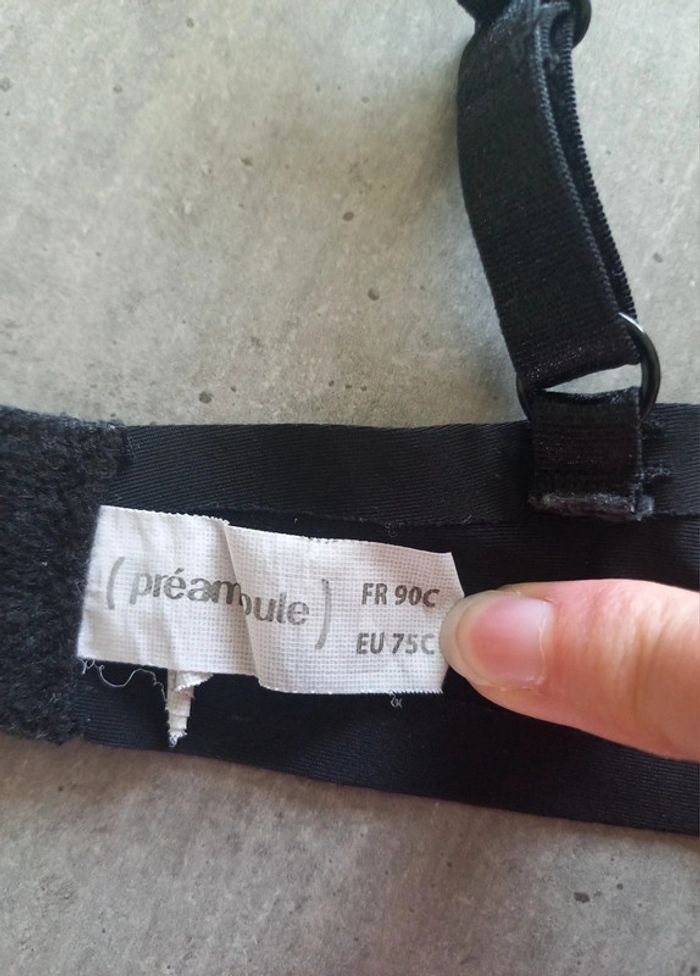 (préambule)
FR 90C
EU 75C